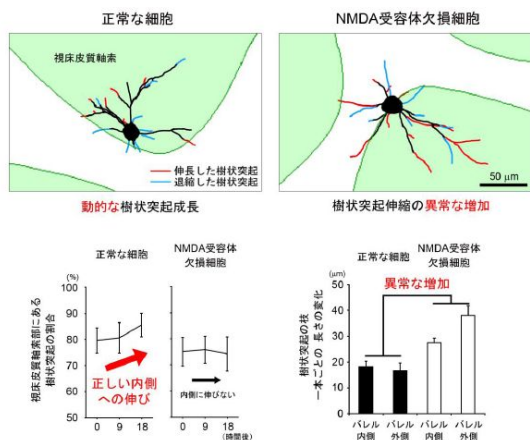 正常な細胞
NMDA受容体欠損細胞
視床皮質軸索
伸長した樹状突起
退縮した樹状突起
50 μm
動的な樹状突起成長
樹状突起伸縮の異常な増加
正常な細胞
NMDA受容体
欠損細胞
(%)
100
90
80
70
60
50
視床皮質軸索部にある
樹状突起の割合
正しい内側
への伸び
内側に伸びない
0 9 18 0 9 18 (時間後)
正常な細胞
NMDA受容体
欠損細胞
(μm)
異常な増加
50
40
30
20
10
0
樹状突起の枝
一本ごとの 長さの変化
バレル バレル バレル バレル
内側 外側 内側 外側